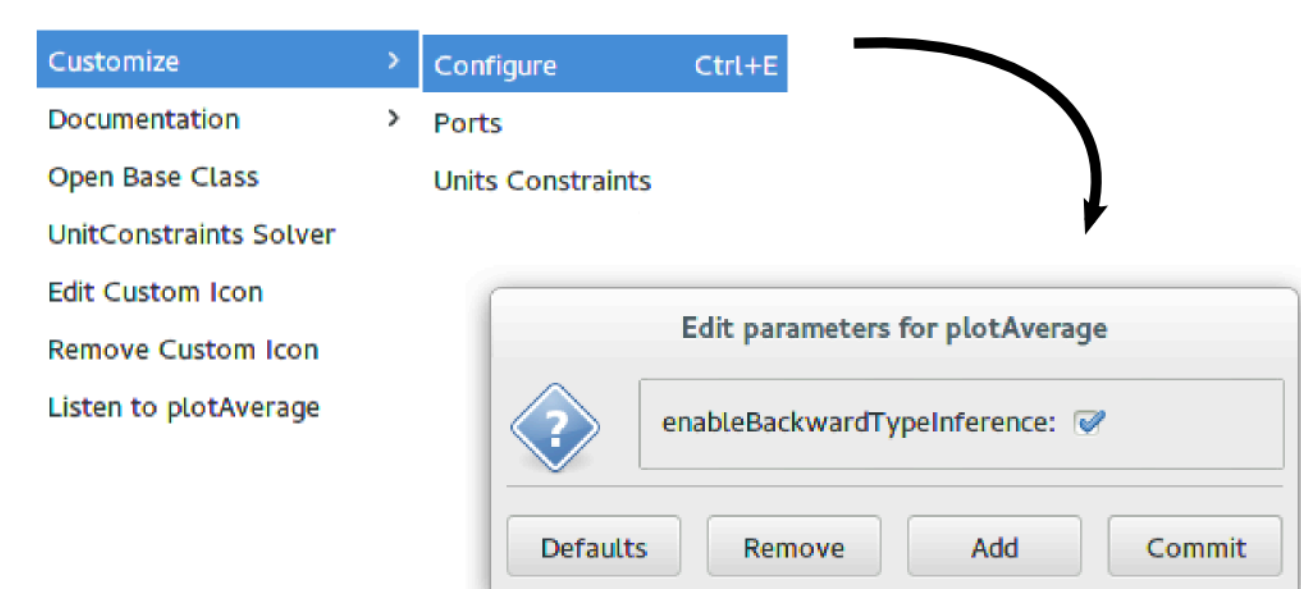 Customize >
Configure Ctrl+E
Documentation >
Ports
Open Base Class
Units Constraints
UnitConstraints Solver
Edit Custom Icon
Remove Custom Icon
Listen to plotAverage
Edit parameters for plotAverage
?
enableBackwardTypeInference:
Defaults
Remove
Add
Commit